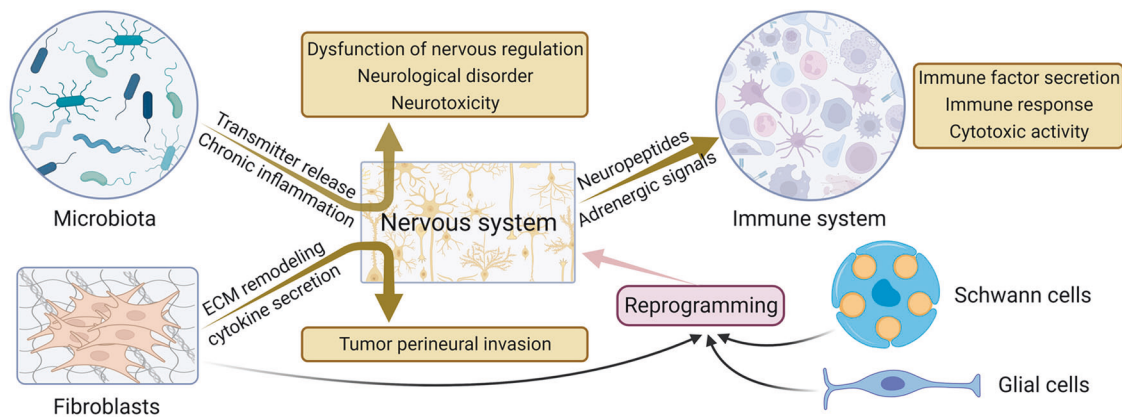 Dysfunction of nervous regulation
Neurological disorder
Neurotoxicity
Immune factor secretion
Immune response
Cytotoxic activity
Transmitter release
Chronic inflammation
Neuropeptides
Adrenergic signals
Microbiota
Nervous system
Immune system
ECM remodeling
cytokine secretion
Reprogramming
Schwann cells
Tumor perineural invasion
Fibroblasts
Glial cells